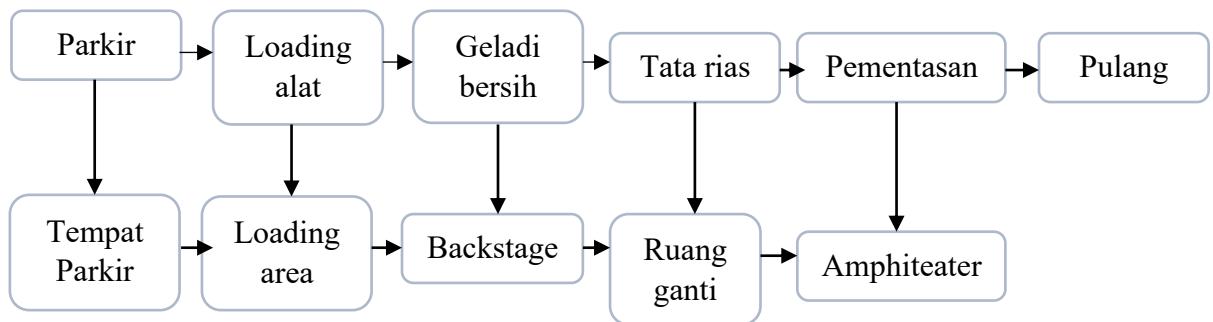 Parkir
Loading
alat
Geladi
bersih
Tata rias
Pementasan
Pulang
Tempat
Parkir
Loading
area
Backstage
Ruang
ganti
Amphiteater